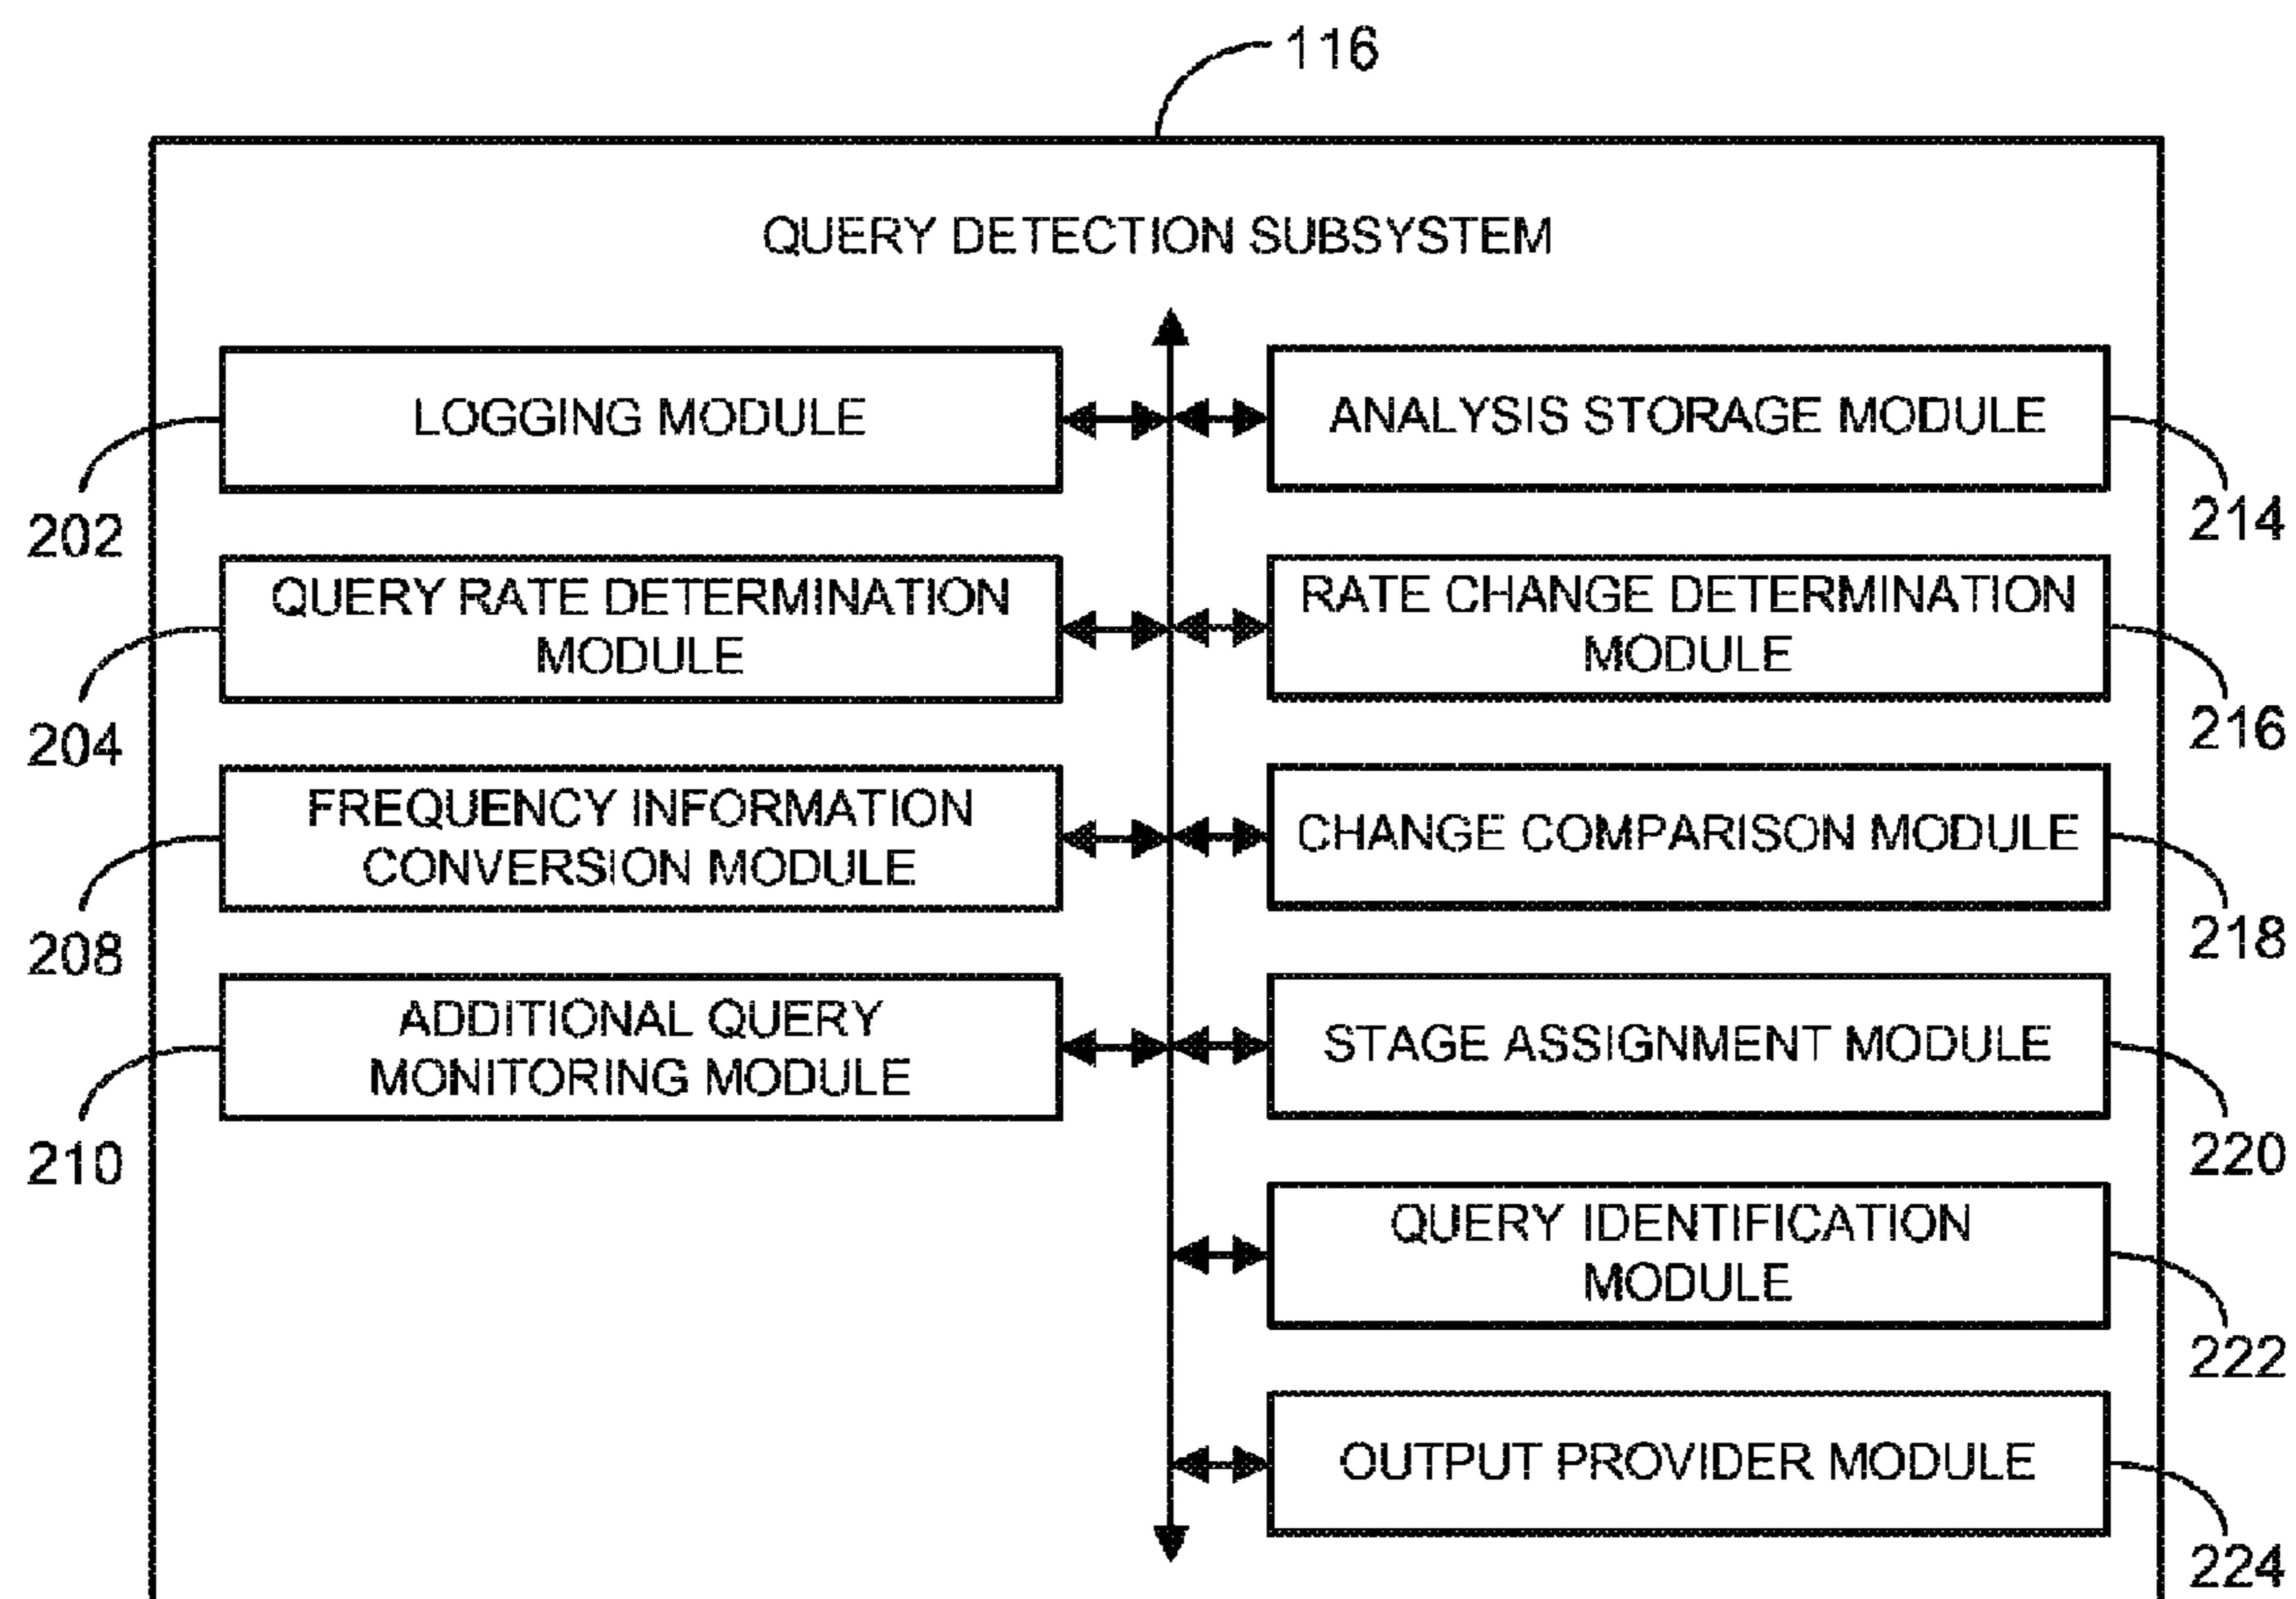 116
QUERY DETECTION SUBSYSTEM
LOGGING MODULE
202
QUERY RATE DETERMINATION
MODULE
204
FREQUENCY INFORMATION
CONVERSION MODULE
208
ADDITIONAL QUERY
MONITORING MODULE
210
ANALYSIS STORAGE MODULE
214
RATE CHANGE DETERMINATION
MODULE
216
CHANGE COMPARISON MODULE
218
STAGE ASSIGNMENT MODULE
220
QUERY IDENTIFICATION
MODULE
222
OUTPUT PROVIDER MODULE
224